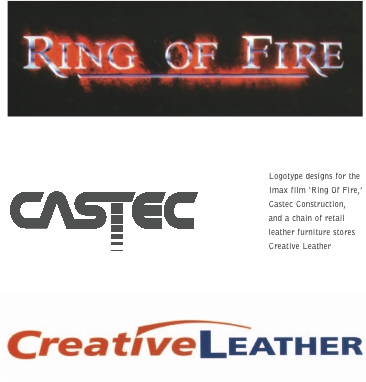 RING OF FIRE
CASTEC
Logotype designs for the
Imax film 'Ring Of Fire,'
Castec Construction,
and a chain of retail
leather furniture stores
Creative Leather
CreativeLEATHER